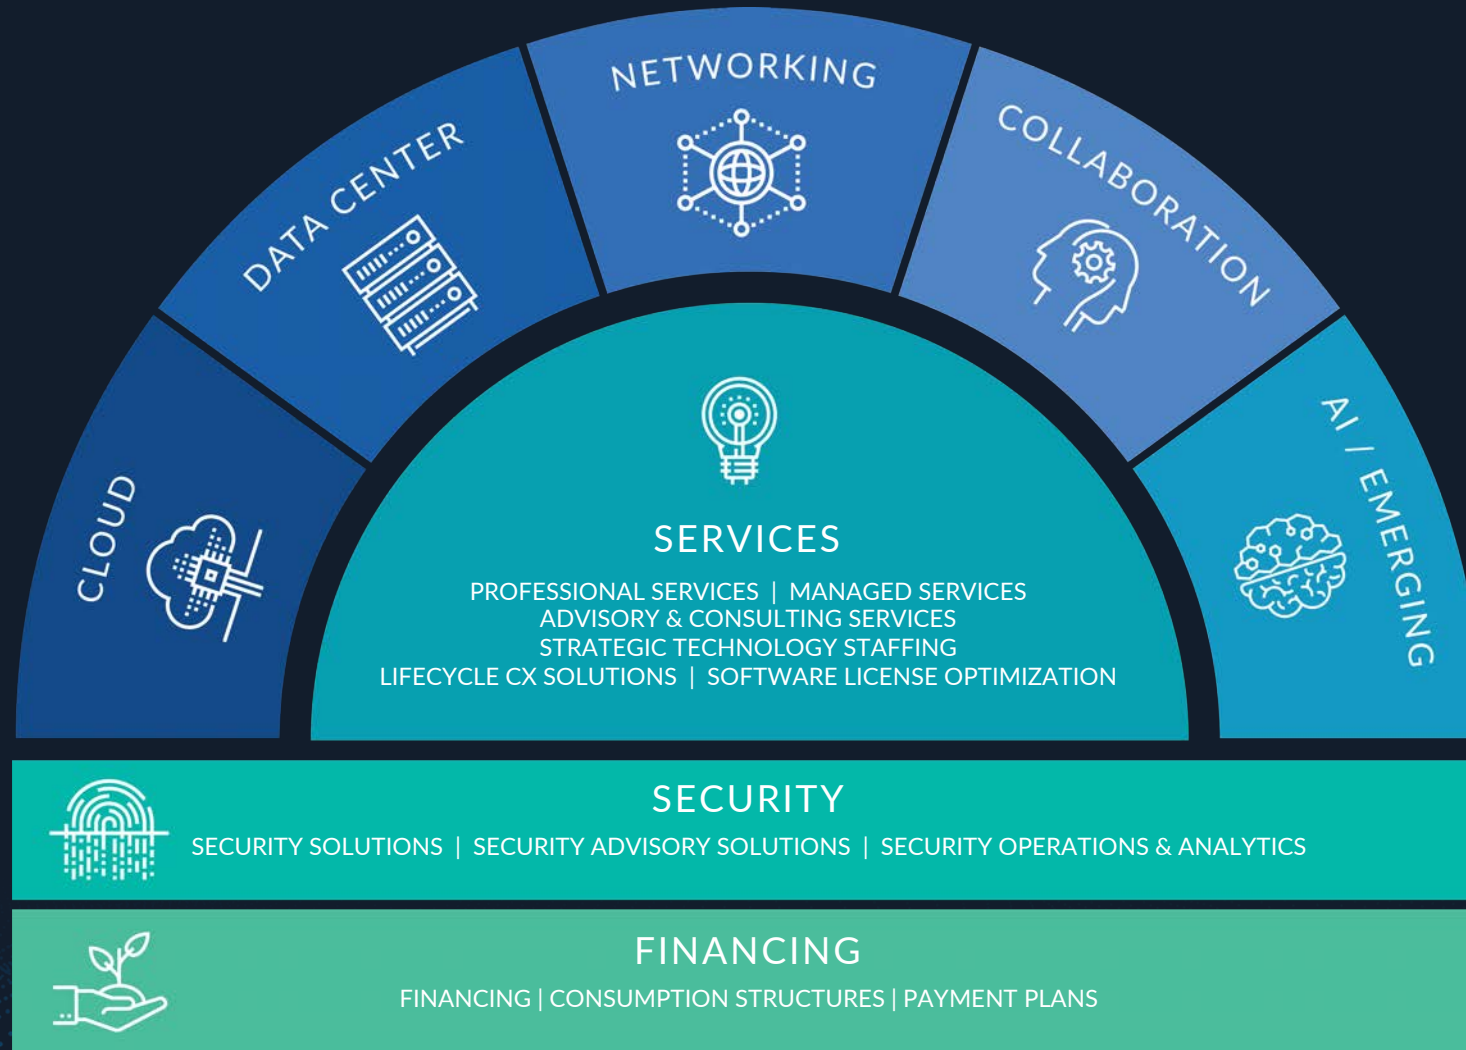 CLOUD
DATA CENTER
NETWORKING
COLLABORATION
AI / EMERGING
SERVICES
PROFESSIONAL SERVICES | MANAGED SERVICES
ADVISORY & CONSULTING SERVICES
STRATEGIC TECHNOLOGY STAFFING
LIFECYCLE CX SOLUTIONS | SOFTWARE LICENSE OPTIMIZATION
SECURITY
SECURITY SOLUTIONS | SECURITY ADVISORY SOLUTIONS | SECURITY OPERATIONS & ANALYTICS
FINANCING
FINANCING | CONSUMPTION STRUCTURES | PAYMENT PLANS